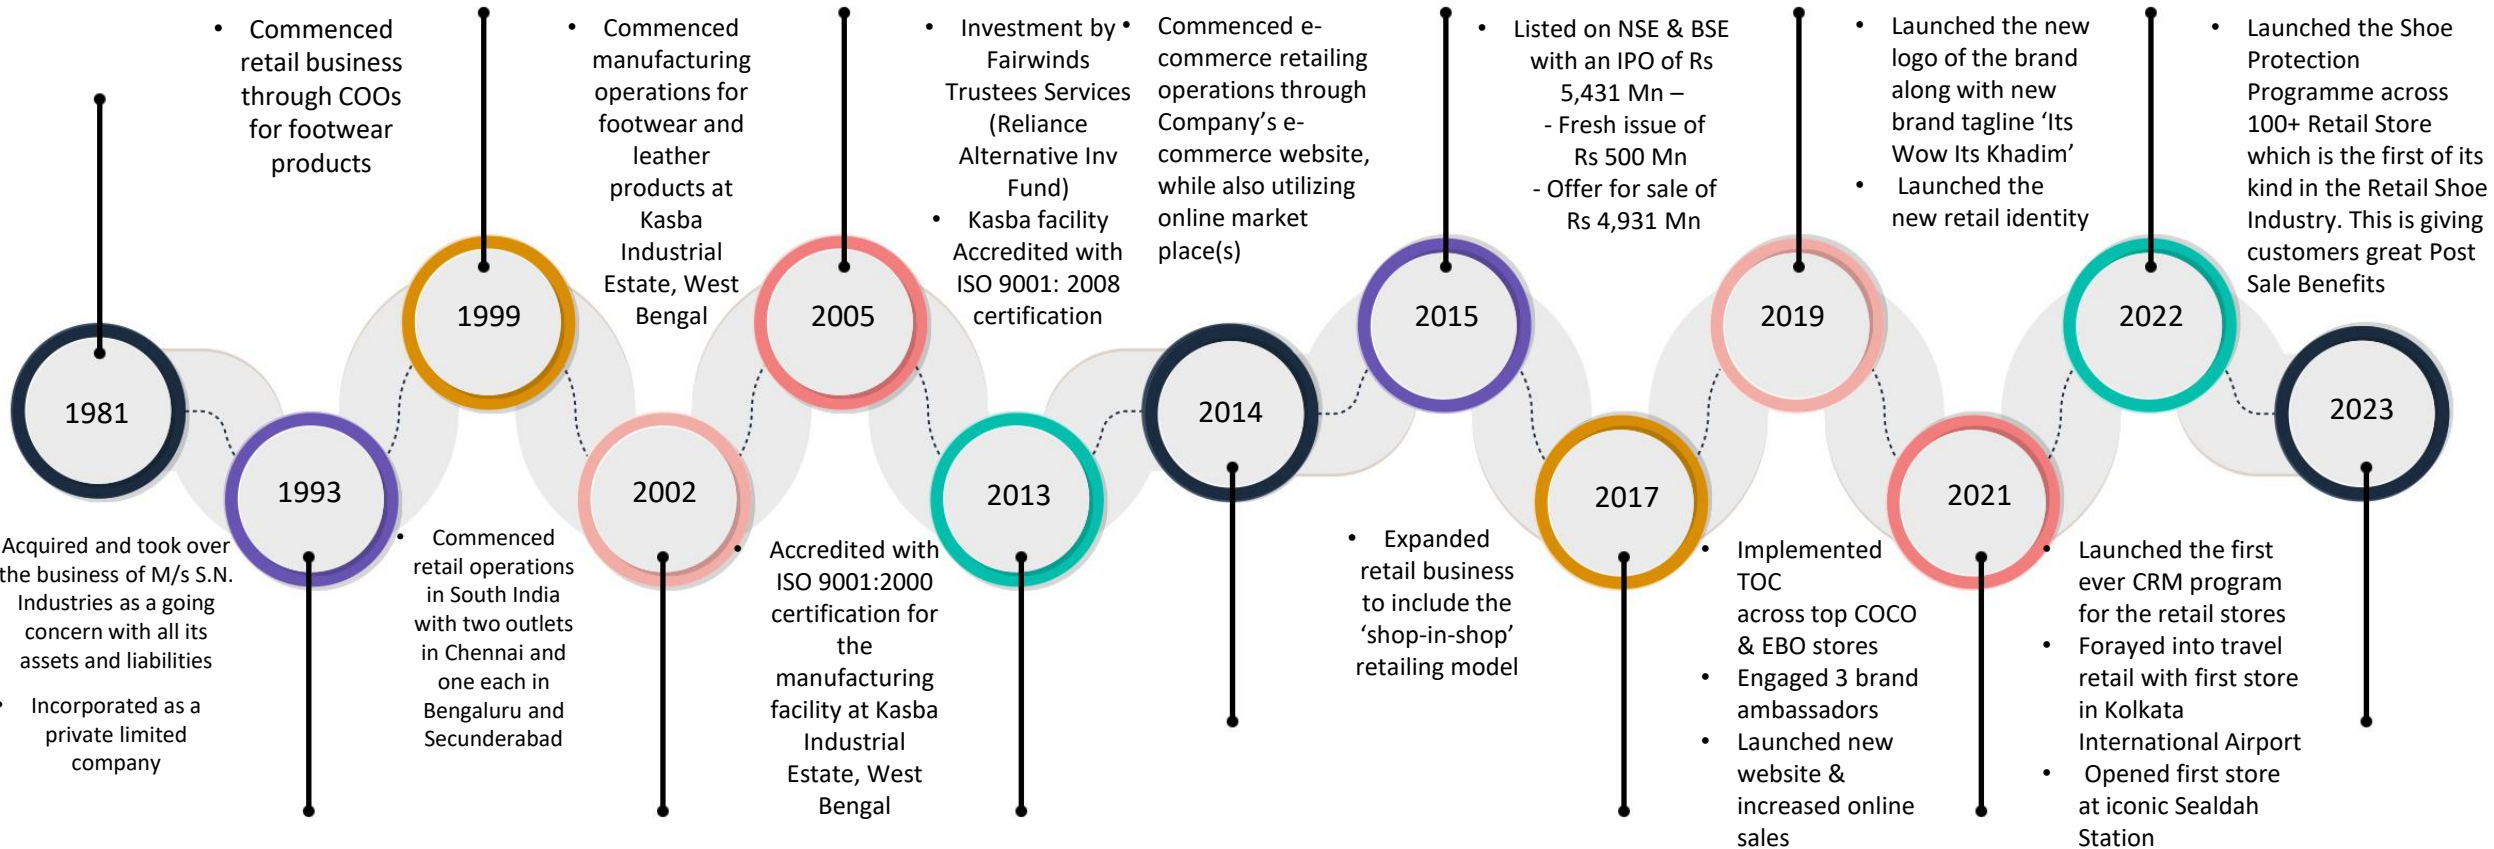 1981
Acquired and took over
the business of M/s S.N.
Industries as a going
concern with all its
assets and liabilities
• Incorporated as a
private limited
company
• Commenced
retail business
through COOs
for footwear
products
1993
1999
• Commenced
retail operations
in South India
with two outlets
in Chennai and
one each in
Bengaluru and
Secunderabad
• Commenced
manufacturing
operations for
footwear and
leather
products at
Kasba
Industrial
Estate, West
Bengal
2002
2005
• Accredited with
ISO 9001:2000
certification for
the
manufacturing
facility at Kasba
Industrial
Estate, West
Bengal
• Investment by
Fairwinds
Trustees Services
(Reliance
Alternative Inv
Fund)
• Kasba facility
Accredited with
ISO 9001: 2008
certification
2013
• Commenced e-
commerce retailing
operations through
Company’s e-
commerce website,
while also utilizing
online market
place(s)
2014
2015
• Expanded
retail business
to include the
‘shop-in-shop’
retailing model
• Listed on NSE & BSE
with an IPO of Rs
5,431 Mn –
- Fresh issue of
Rs 500 Mn
- Offer for sale of
Rs 4,931 Mn
2017
2019
• Implemented
TOC
across top COCO
& EBO stores
• Engaged 3 brand
ambassadors
• Launched new
website &
increased online
sales
• Launched the new
logo of the brand
along with new
brand tagline ‘Its
Wow Its Khadim’
• Launched the
new retail identity
2021
2022
• Launched the first
ever CRM program
for the retail stores
• Forayed into travel
retail with first store
in Kolkata
International Airport
• Opened first store
at iconic Sealdah
Station
• Launched the Shoe
Protection
Programme across
100+ Retail Store
which is the first of its
kind in the Retail Shoe
Industry. This is giving
customers great Post
Sale Benefits
2023